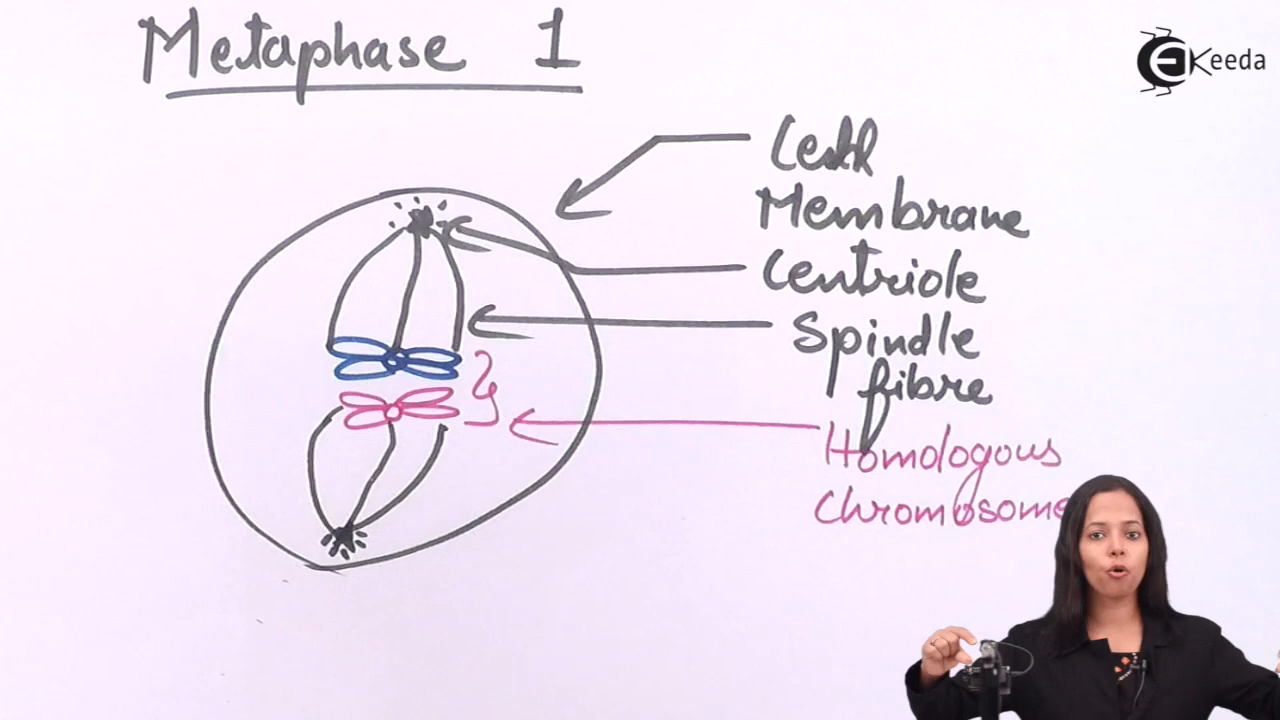 Metaphase 1
EKeeda
Cell
Membrane
Centriole
Spindle
fibre
Homologous
Chromosome